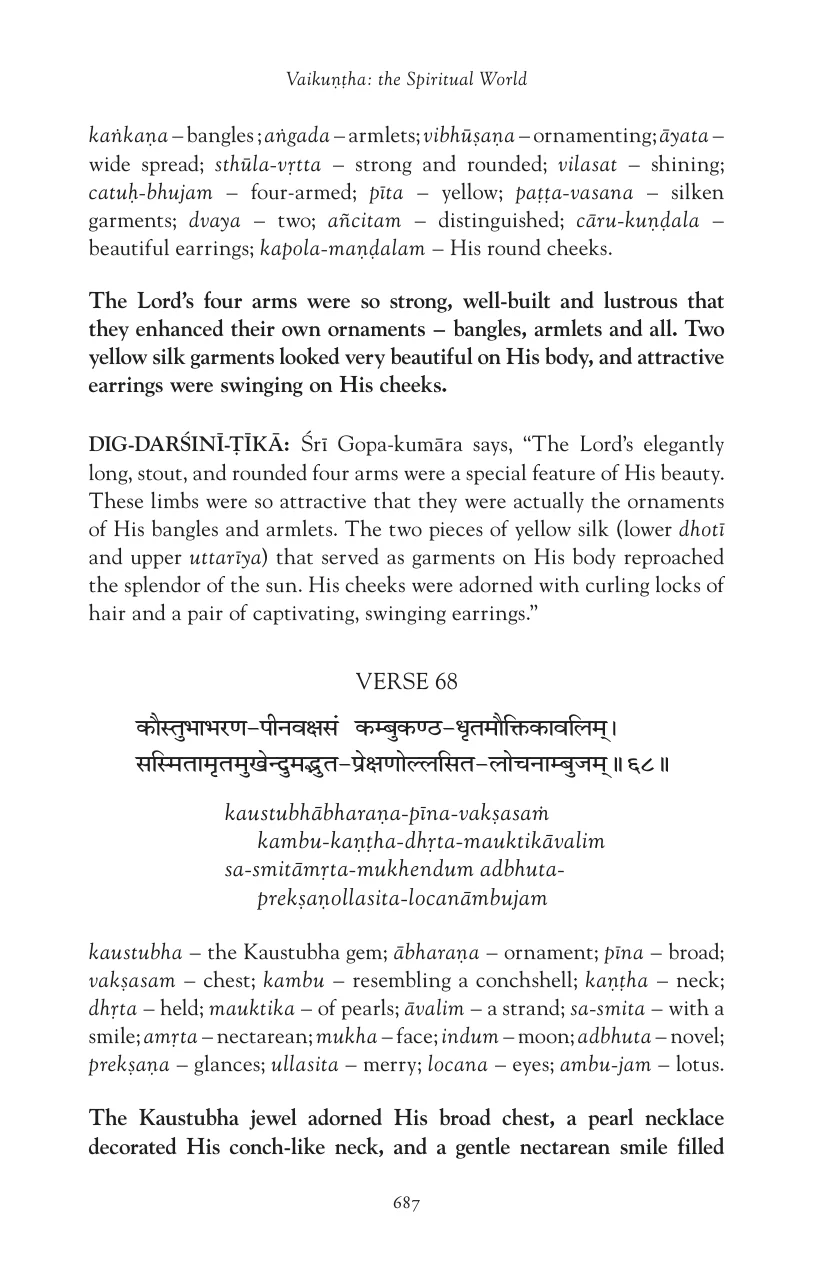 Vaikuṇṭha: the Spiritual World
kaṅkaṇa – bangles ; aṅgada – armlets; vibhūṣaṇa – ornamenting; āyata –
wide spread; sthūla-vṛtta – strong and rounded; vilasat – shining;
catuḥ-bhujam – four-armed; pīta – yellow; paṭṭa-vasana – silken
garments; dvaya – two; añcitam – distinguished; cāru-kuṇḍala –
beautiful earrings; kapola-maṇḍalam – His round cheeks.
The Lord’s four arms were so strong, well-built and lustrous that
they enhanced their own ornaments – bangles, armlets and all. Two
yellow silk garments looked very beautiful on His body, and attractive
earrings were swinging on His cheeks.
DIG-DARŚINĪ-ṬĪKĀ: Śrī Gopa-kumāra says, “The Lord’s elegantly
long, stout, and rounded four arms were a special feature of His beauty.
These limbs were so attractive that they were actually the ornaments
of His bangles and armlets. The two pieces of yellow silk (lower dhotī
and upper uttarīya) that served as garments on His body reproached
the splendor of the sun. His cheeks were adorned with curling locks of
hair and a pair of captivating, swinging earrings.”
VERSE 68
कौस्तुभाभरण–पीनवक्षसं कम्बुकण्ठ–धृतमौक्तिकावलिम्।
सस्मितामृतमुखेन्दुमद्भुत–प्रेक्षणोल्लसित–लोचनाम्बुजम्॥६८॥
kaustubhābharaṇa-pīna-vakṣasaṁ
kambu-kaṇṭha-dhṛta-mauktikāvalim
sa-smitāmṛta-mukhendum adbhuta-
prekṣaṇollasita-locanāmbujam
kaustubha – the Kaustubha gem; ābharaṇa – ornament; pīna – broad;
vakṣasam – chest; kambu – resembling a conchshell; kaṇṭha – neck;
dhṛta – held; mauktika – of pearls; āvalim – a strand; sa-smita – with a
smile; amṛta – nectarean; mukha – face; indum – moon; adbhuta – novel;
prekṣaṇa – glances; ullasita – merry; locana – eyes; ambu-jam – lotus.
The Kaustubha jewel adorned His broad chest, a pearl necklace
decorated His conch-like neck, and a gentle nectarean smile filled
687